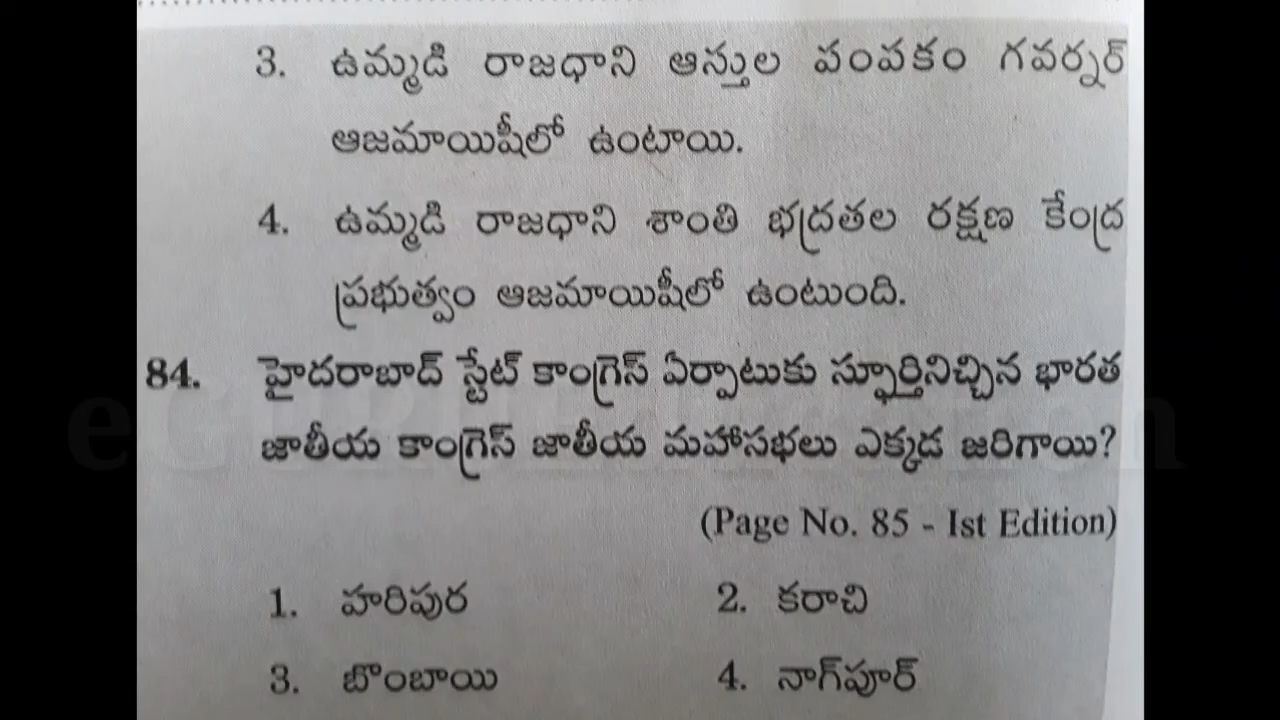 3. ఉమ్మడి రాజధాని ఆస్తుల పంపకం గవర్నర్
ఆజమాయిషీలో ఉంటాయి.
4. ఉమ్మడి రాజధాని శాంతి భద్రతల రక్షణ కేంద్ర
ప్రభుత్వం ఆజమాయిషీలో ఉంటుంది.
84. హైదరాబాద్ స్టేట్ కాంగ్రెస్ ఏర్పాటుకు స్ఫూర్తినిచ్చిన భారత
జాతీయ కాంగ్రెస్ జాతీయ మహాసభలు ఎక్కడ జరిగాయి?
(Page No. 85 - Ist Edition)
1. హరిపుర 2. కరాచి
3. బొంబాయి 4. నాగ్‌పూర్